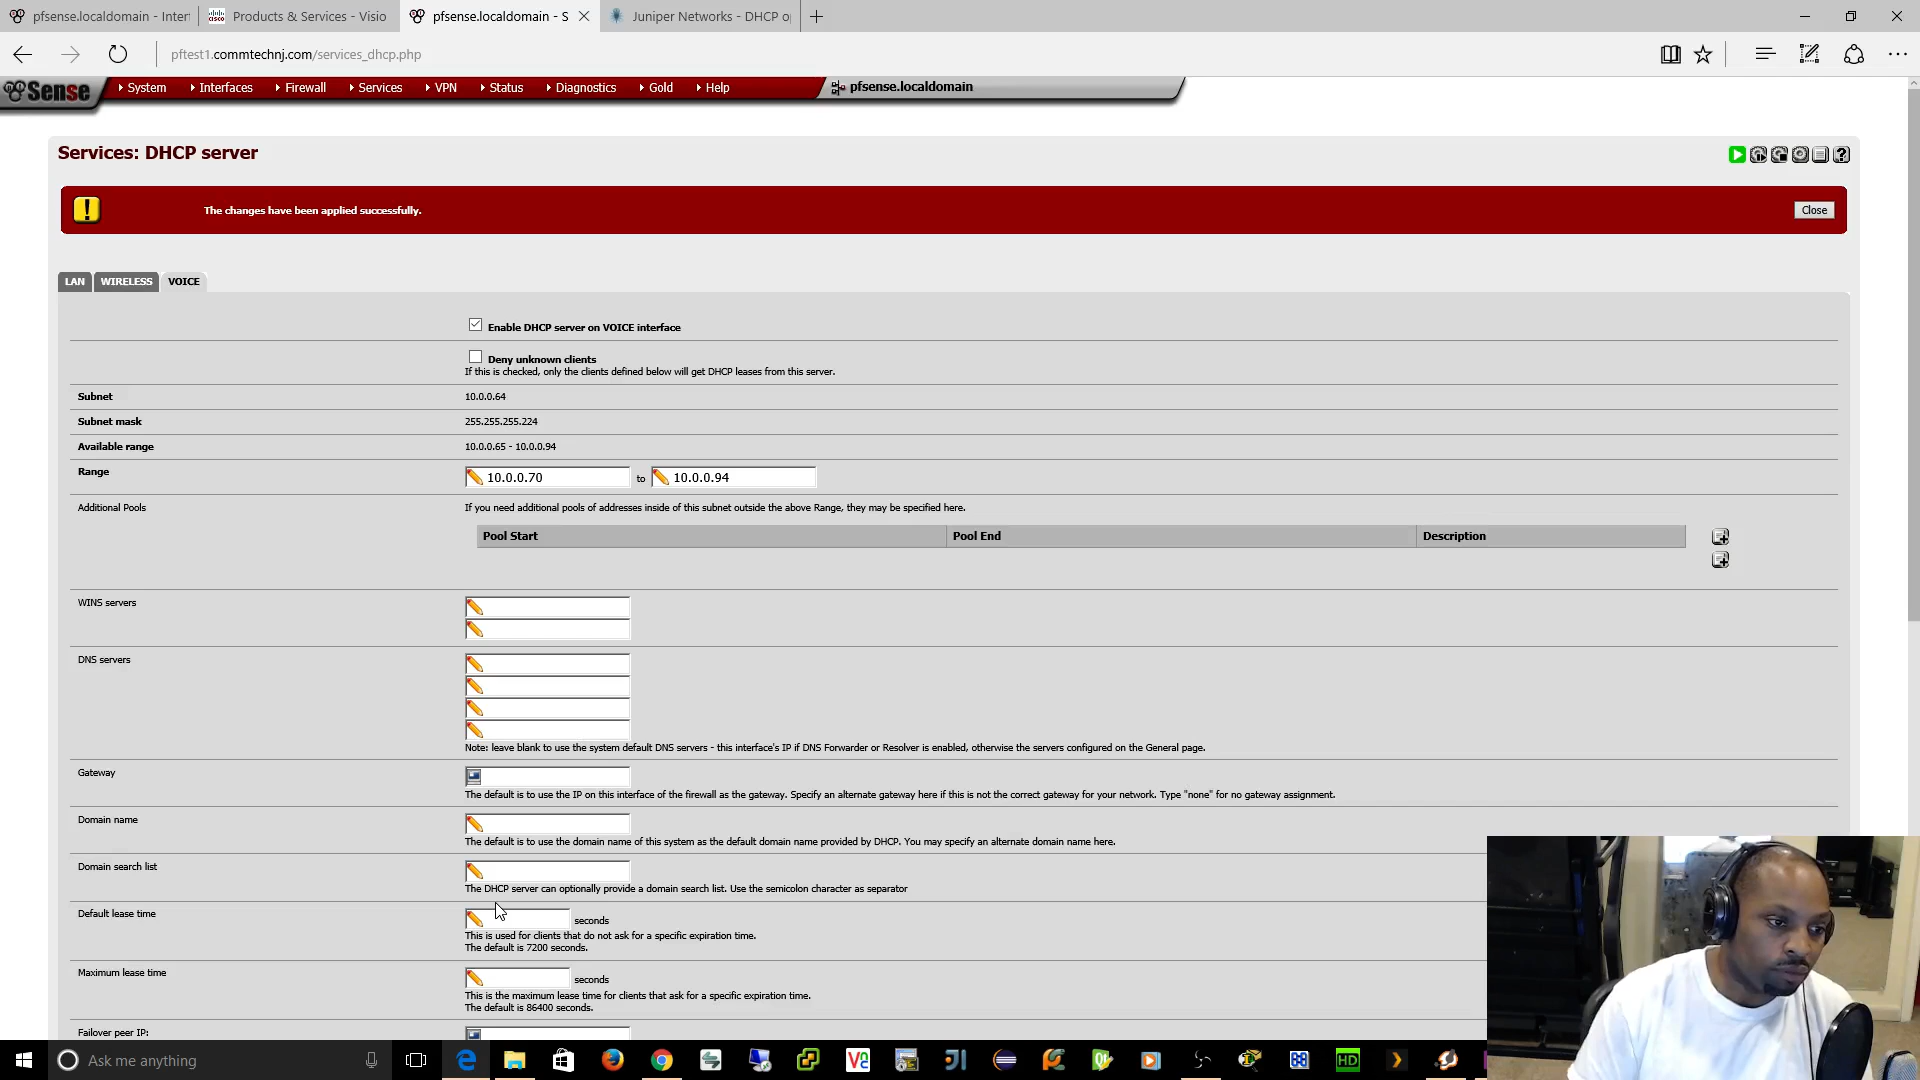 pfsense.localdomain - Inter
Products & Services - Visio
pfsense.localdomain - S
Juniper Networks - DHCP o
pftest1.commtechnj.com/services_dhcp.php
Sense
System
Interfaces
Firewall
Services
VPN
Status
Diagnostics
Gold
Help
pfsense.localdomain
Services: DHCP server
The changes have been applied successfully.
Close
LAN
WIRELESS
VOICE
Enable DHCP server on VOICE interface
Deny unknown clients
If this is checked, only the clients defined below will get DHCP leases from this server.
Subnet
10.0.0.64
Subnet mask
255.255.255.224
Available range
10.0.0.65 - 10.0.0.94
Range
10.0.0.70
to
10.0.0.94
Additional Pools
If you need additional pools of addresses inside of this subnet outside the above Range, they may be specified here.
Pool Start
Pool End
Description
WINS servers
DNS servers
Note: leave blank to use the system default DNS servers - this interface's IP if DNS Forwarder or Resolver is enabled, otherwise the servers configured on the General page.
Gateway
The default is to use the IP on this interface of the firewall as the gateway. Specify an alternate gateway here if this is not the correct gateway for your network. Type "none" for no gateway assignment.
Domain name
The default is to use the domain name of this system as the default domain name provided by DHCP. You may specify an alternate domain name here.
Domain search list
The DHCP server can optionally provide a domain search list. Use the semicolon character as separator
Default lease time
seconds
This is used for clients that do not ask for a specific expiration time.
The default is 7200 seconds.
Maximum lease time
seconds
This is the maximum lease time for clients that ask for a specific expiration time.
The default is 86400 seconds.
Failover peer IP:
Ask me anything
HD